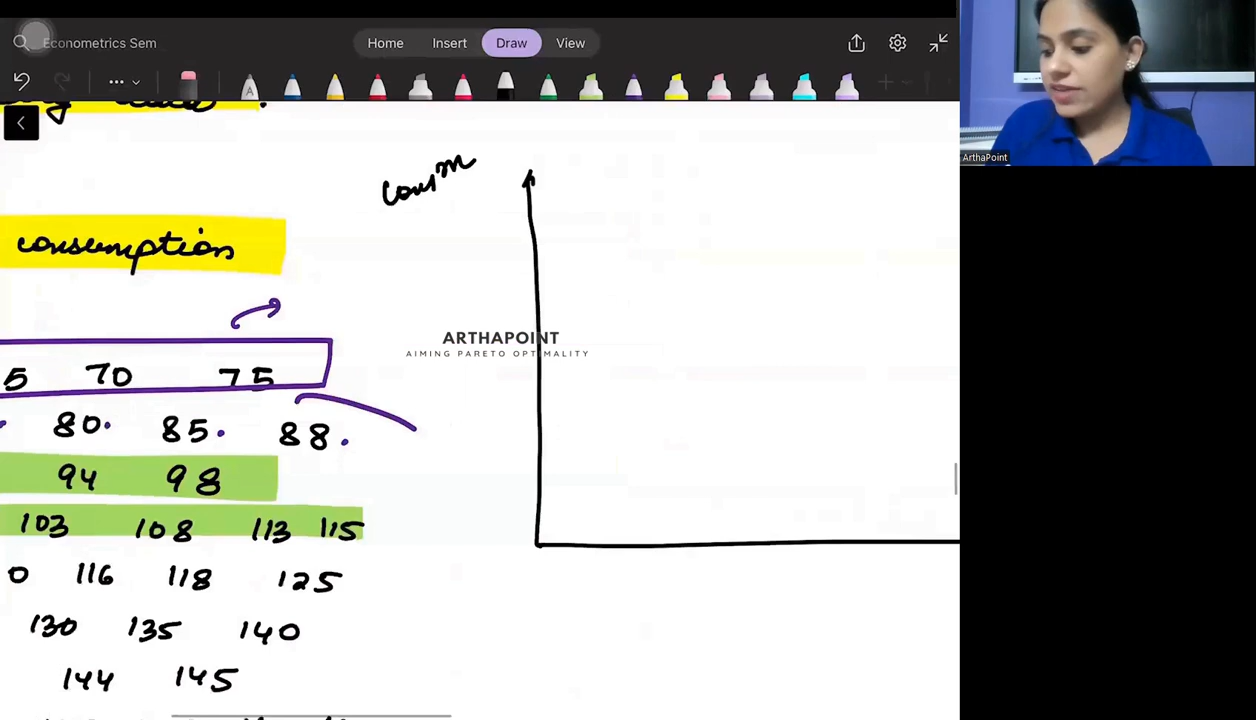 Econometrics Sem
Home Insert Draw View
A
ArthaPoint
Consm
consumption
ARTHAPOINT
AIMING PARETO OPTIMALITY
5 70 75
80. 85. 88.
94 98
103 108 113 115
0 116 118 125
130 135 140
144 145